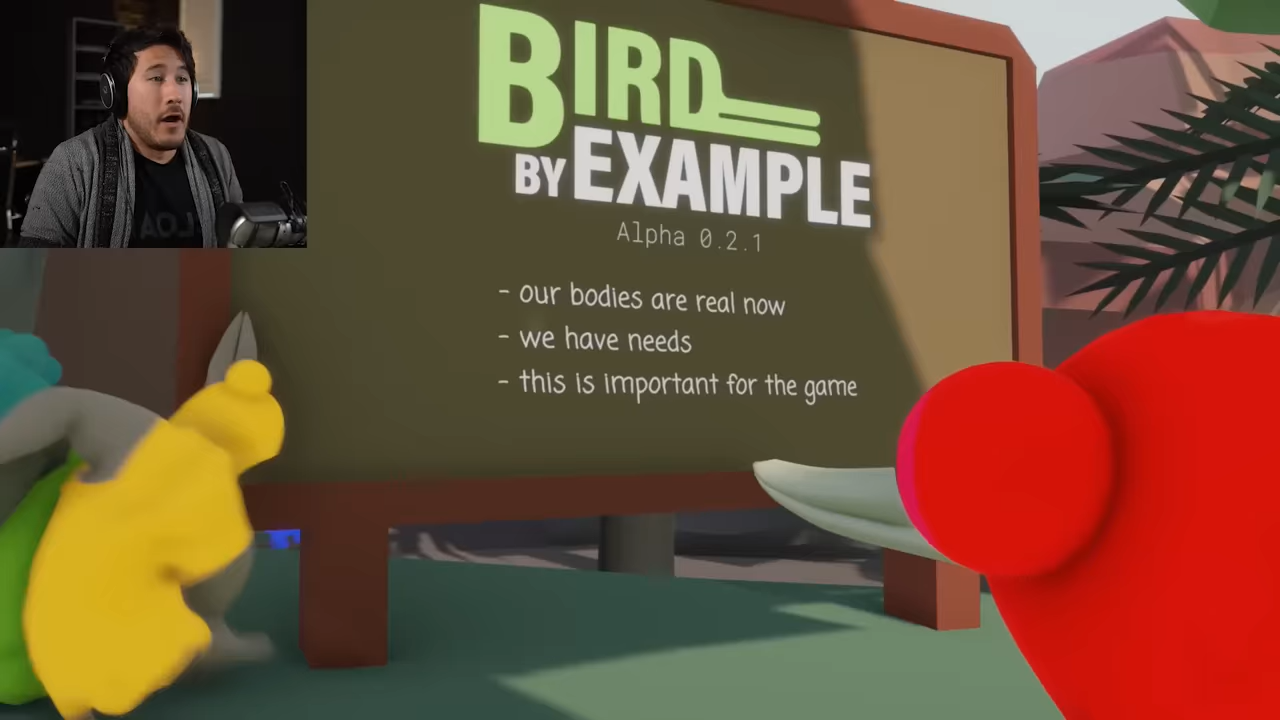 BIRD
BY EXAMPLE
Alpha 0.2.1
- our bodies are real now
- we have needs
- this is important for the game